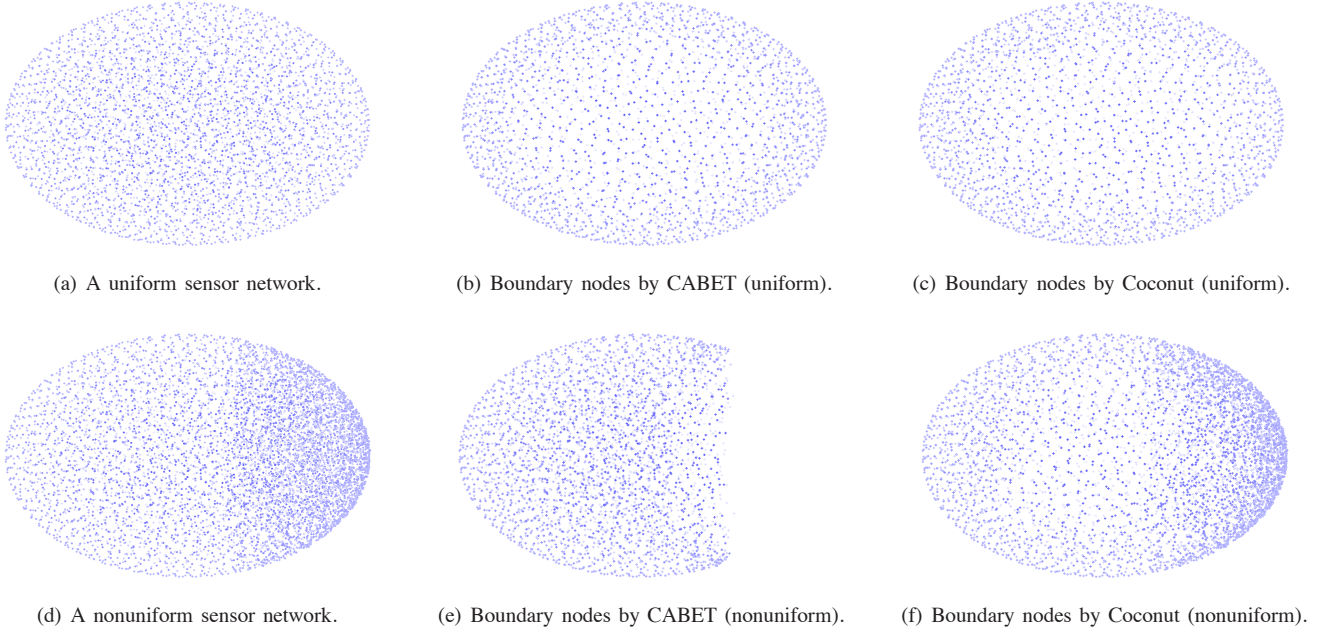 (a) A uniform sensor network.
(b) Boundary nodes by CABET (uniform).
(c) Boundary nodes by Coconut (uniform).
(d) A nonuniform sensor network.
(e) Boundary nodes by CABET (nonuniform).
(f) Boundary nodes by Coconut (nonuniform).